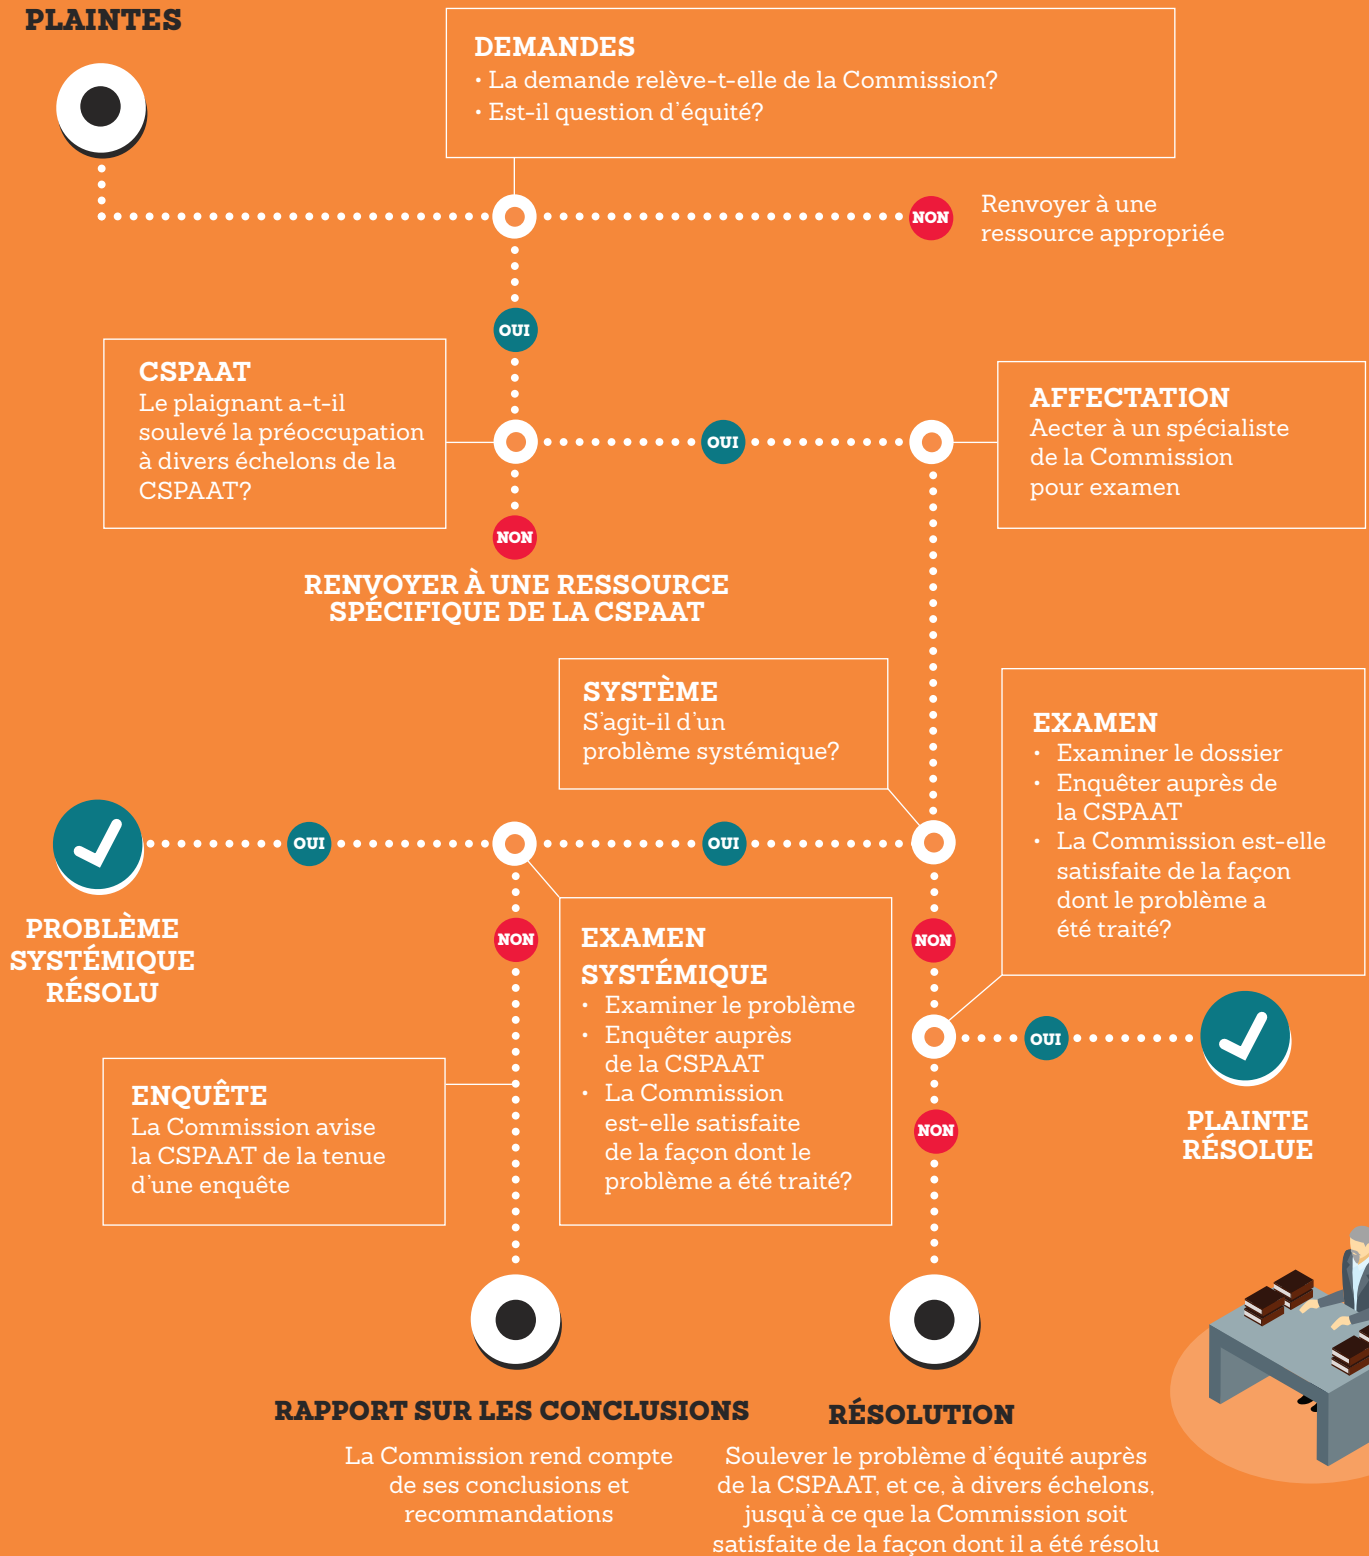 PLAINTES
DEMANDES
• La demande relève-t-elle de la Commission?
• Est-il question d'équité?
NON
Renvoyer à une
ressource appropriée
OUI
CSPAAT
Le plaignant a-t-il
soulevé la préoccupation
à divers échelons de la
CSPAAT?
OUI
AFFECTATION
Aecter à un spécialiste
de la Commission
pour examen
NON
RENVOYER À UNE RESSOURCE
SPÉCIFIQUE DE LA CSPAAT
SYSTÈME
S'agit-il d'un
problème systémique?
EXAMEN
• Examiner le dossier
• Enquêter auprès de
la CSPAAT
• La Commission est-elle
satisfaite de la façon
dont le problème a
été traité?
OUI
OUI
PROBLÈME
SYSTÉMIQUE
RÉSOLU
NON
EXAMEN
SYSTÉMIQUE
• Examiner le problème
• Enquêter auprès
de la CSPAAT
• La Commission
est-elle satisfaite
de la façon dont le
problème a été traité?
NON
OUI
PLAINTE
RÉSOLUE
ENQUÊTE
La Commission avise
la CSPAAT de la tenue
d'une enquête
NON
RAPPORT SUR LES CONCLUSIONS
La Commission rend compte
de ses conclusions et
recommandations
RÉSOLUTION
Soulever le problème d'équité auprès
de la CSPAAT, et ce, à divers échelons,
jusqu'à ce que la Commission soit
satisfaite de la façon dont il a été résolu